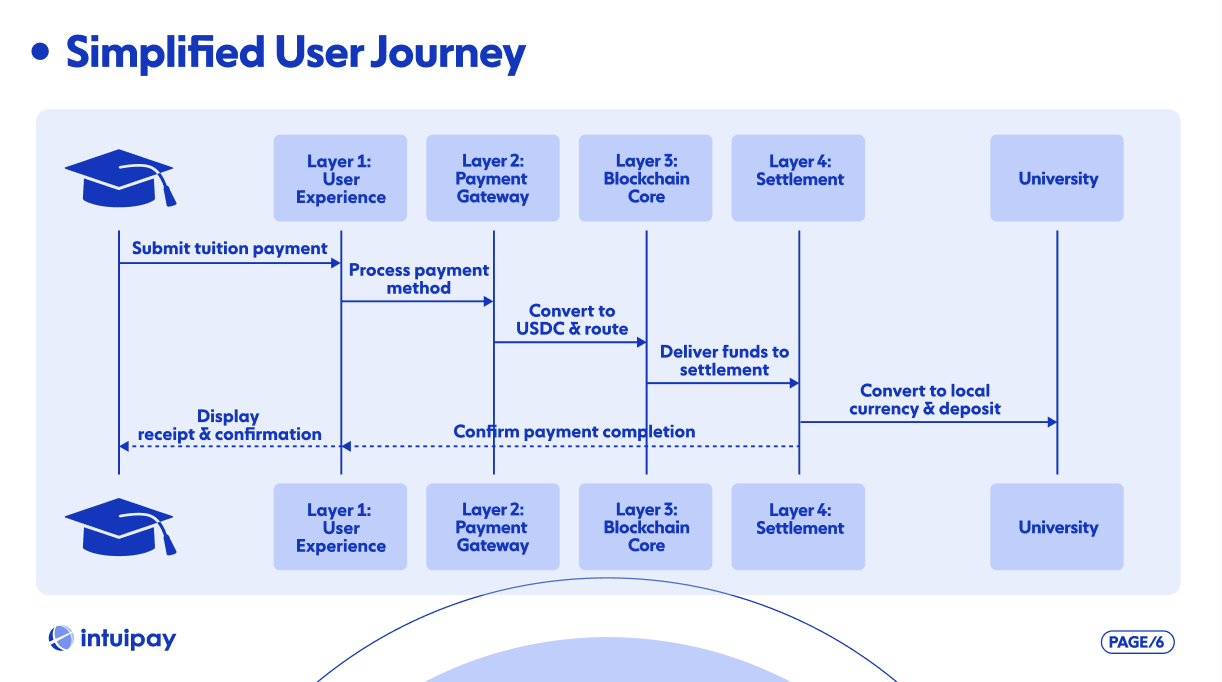 • Simplified User Journey
Layer 1:
User
Experience
Layer 2:
Payment
Gateway
Layer 3:
Blockchain
Core
Layer 4:
Settlement
University
Submit tuition payment
Process payment
method
Convert to
USDC & route
Deliver funds to
settlement
Convert to local
currency & deposit
Display
receipt & confirmation
Confirm payment completion
Layer 1:
User
Experience
Layer 2:
Payment
Gateway
Layer 3:
Blockchain
Core
Layer 4:
Settlement
University
intuipay
PAGE/6